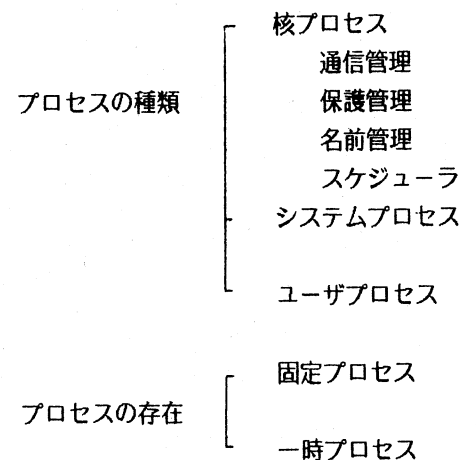 核プロセス
通信管理
プロセスの種類
保護管理
名前管理
スケジューラ
システムプロセス
ユーザプロセス
固定プロセス
プロセスの存在
一時プロセス